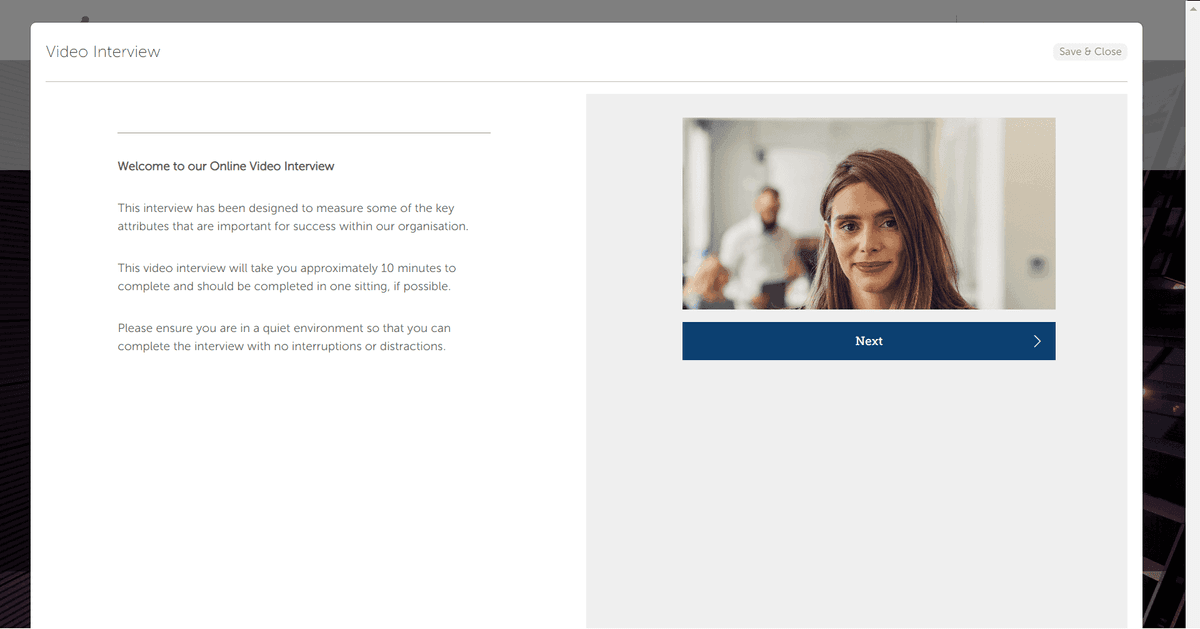 Video Interview
Save & Close
Welcome to our Online Video Interview
This interview has been designed to measure some of the key
attributes that are important for success within our organisation.
This video interview will take you approximately 10 minutes to
complete and should be completed in one sitting, if possible.
Please ensure you are in a quiet environment so that you can
complete the interview with no interruptions or distractions.
Next